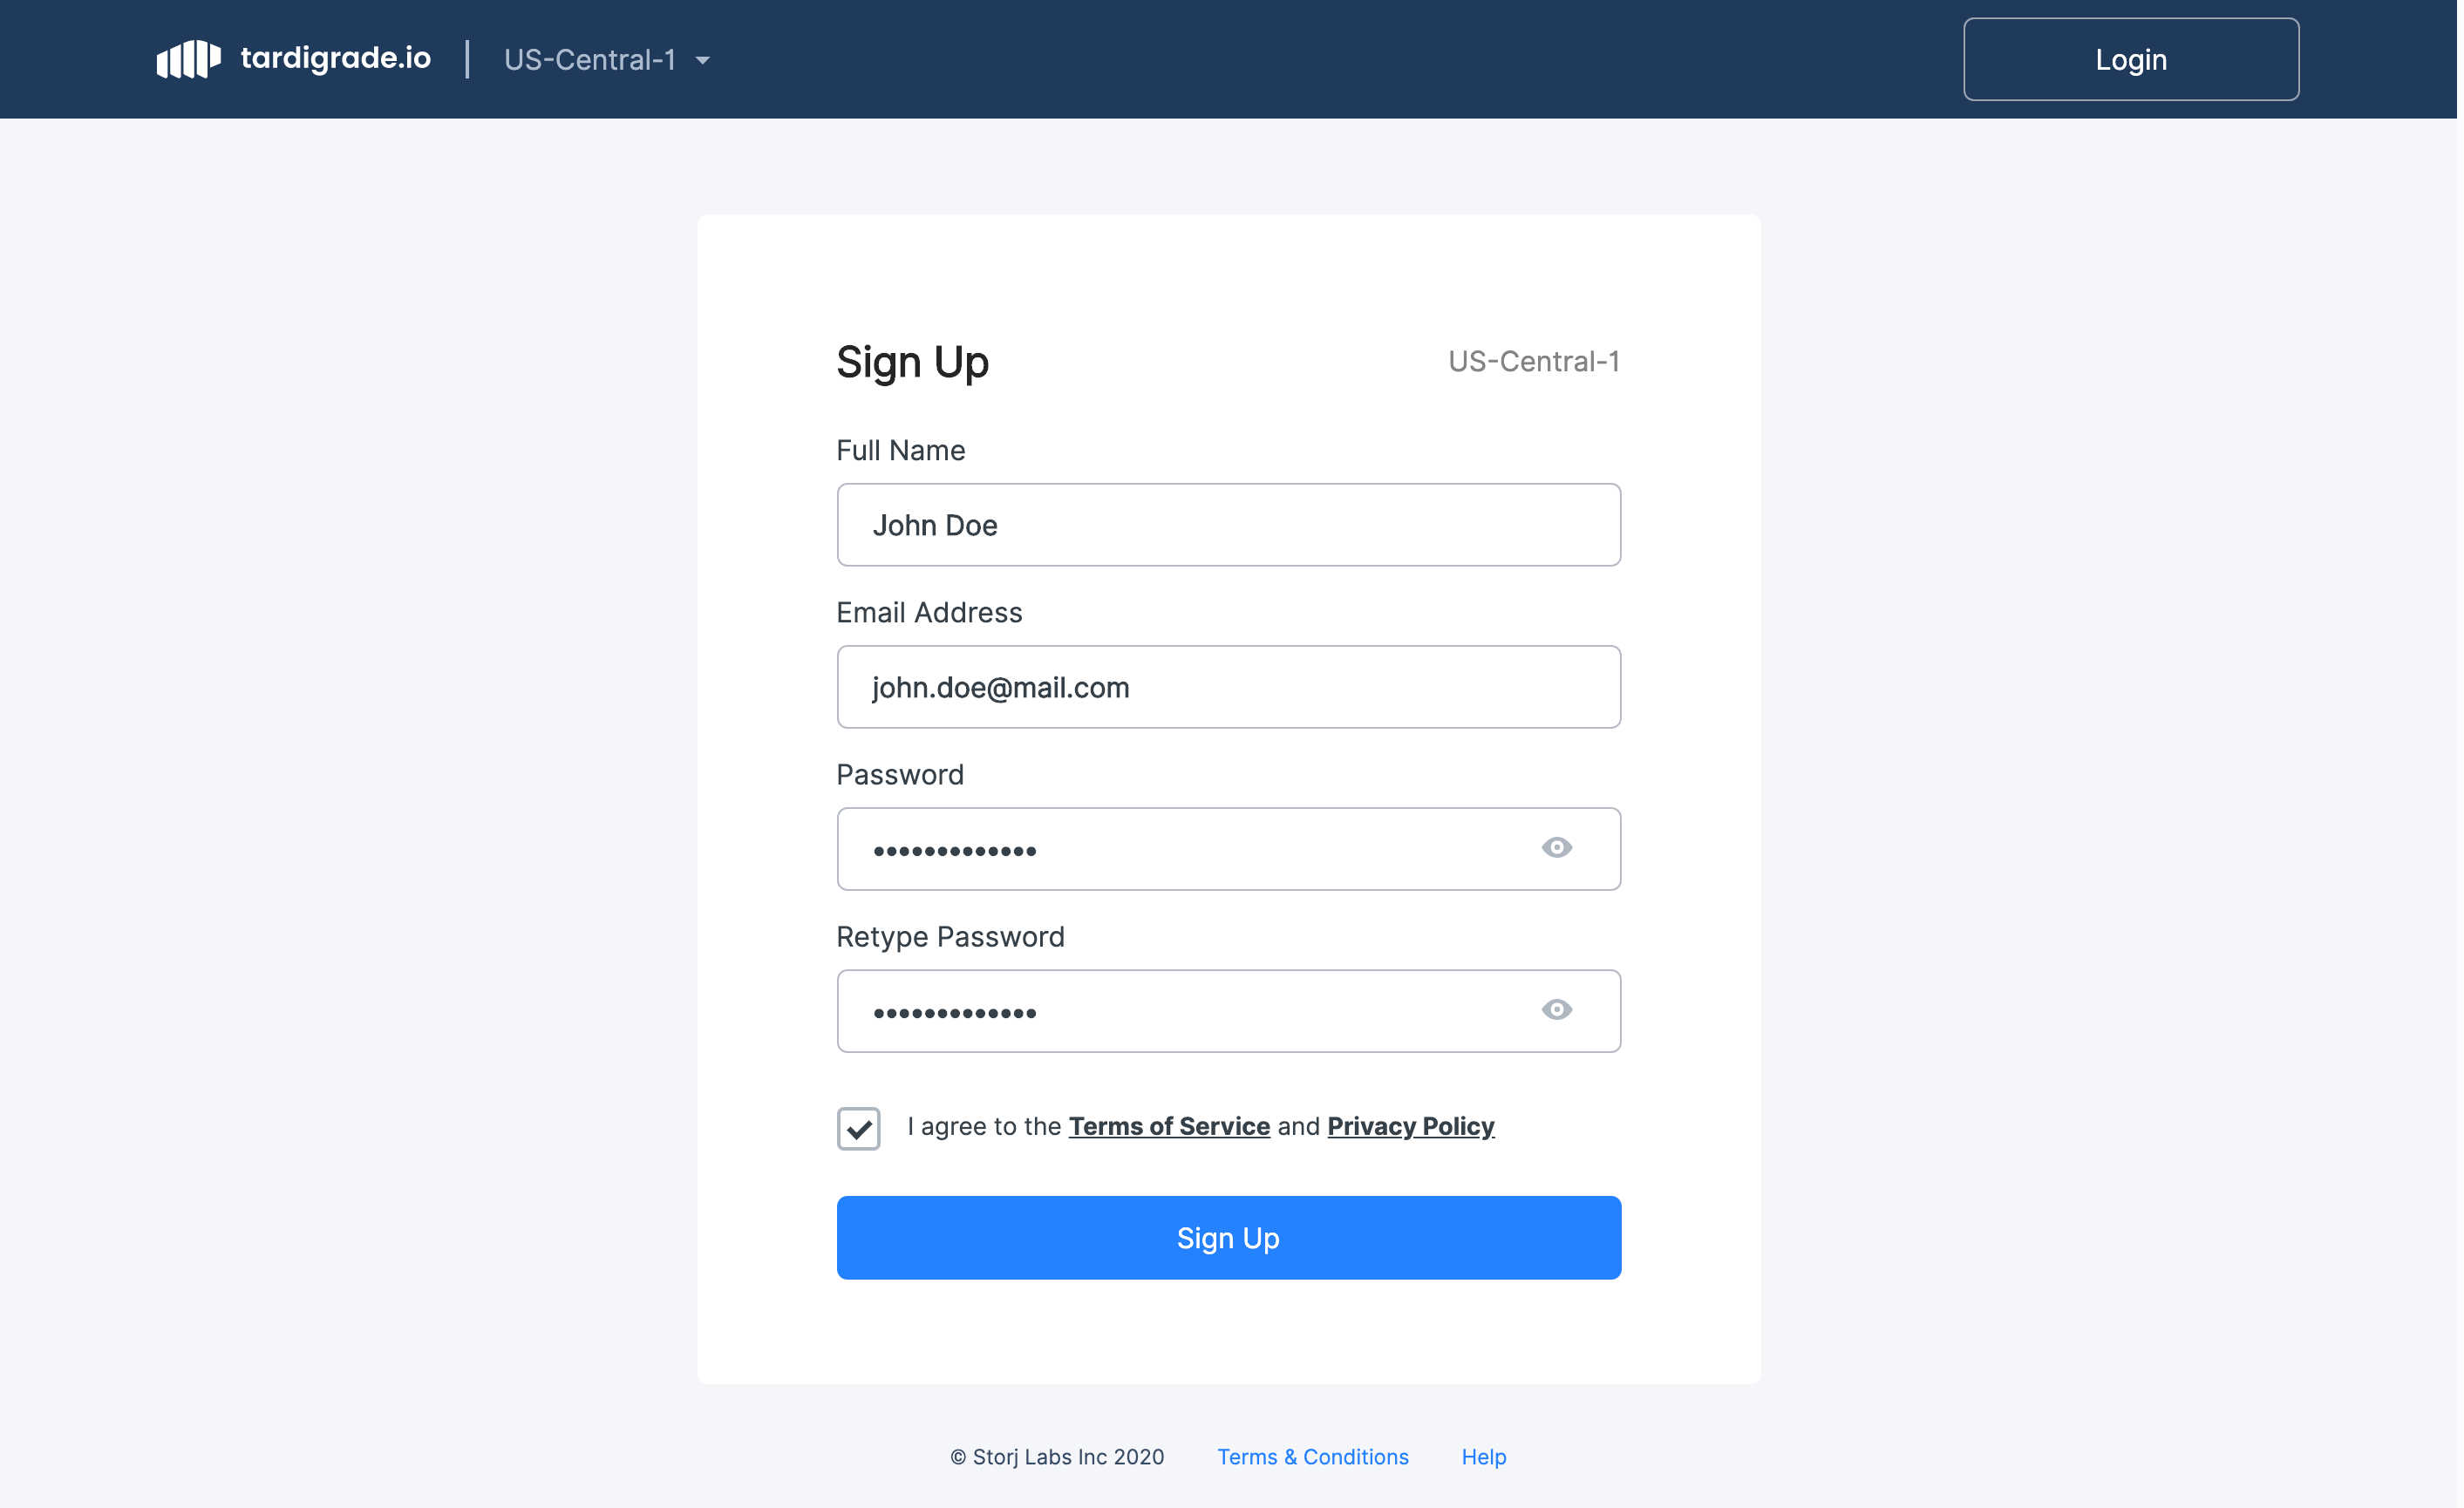 tardigrade.io
US-Central-1
Login
Sign Up
US-Central-1
Full Name
John Doe
Email Address
john.doe@mail.com
Password
•••••••••••••
Retype Password
•••••••••••••
I agree to the Terms of Service and Privacy Policy
Sign Up
© Storj Labs Inc 2020 Terms & Conditions Help